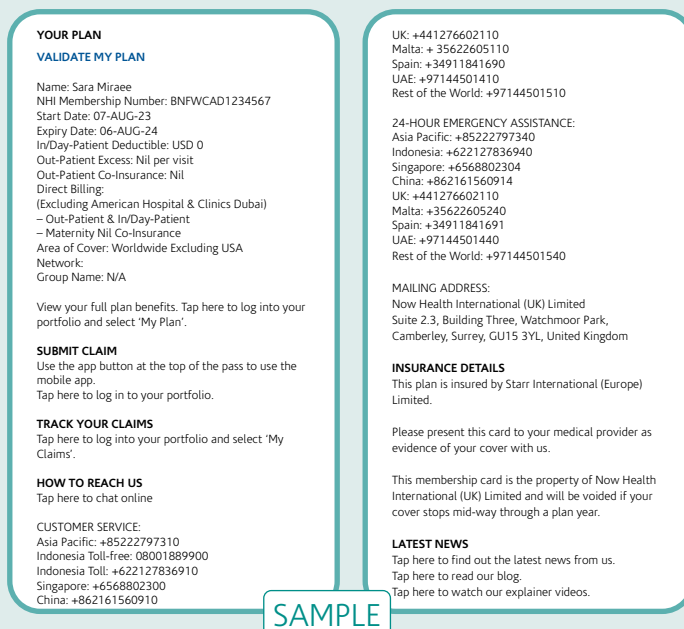 YOUR PLAN
VALIDATE MY PLAN
Name: Sara Miraee
NHI Membership Number: BNFWCAD1234567
Start Date: 07-AUG-23
Expiry Date: 06-AUG-24
In/Day-Patient Deductible: USD 0
Out-Patient Excess: Nil per visit
Out-Patient Co-Insurance: Nil
Direct Billing:
(Excluding American Hospital & Clinics Dubai)
– Out-Patient & In/Day-Patient
– Maternity Nil Co-Insurance
Area of Cover: Worldwide Excluding USA
Network:
Group Name: N/A
View your full plan benefits. Tap here to log into your
portfolio and select ‘My Plan’.
SUBMIT CLAIM
Use the app button at the top of the pass to use the
mobile app.
Tap here to log in to your portfolio.
TRACK YOUR CLAIMS
Tap here to log into your portfolio and select ‘My
Claims’.
HOW TO REACH US
Tap here to chat online
CUSTOMER SERVICE:
Asia Pacific: +85222797310
Indonesia Toll-free: 08001889900
Indonesia Toll: +622127836910
Singapore: +6568802300
China: +862161560910
UK: +441276602110
Malta: + 35622605110
Spain: +34911841690
UAE: +97144501410
Rest of the World: +97144501510
24-HOUR EMERGENCY ASSISTANCE:
Asia Pacific: +85222797340
Indonesia: +622127836940
Singapore: +6568802304
China: +862161560914
UK: +441276602110
Malta: +35622605240
Spain: +34911841691
UAE: +97144501440
Rest of the World: +97144501540
MAILING ADDRESS:
Now Health International (UK) Limited
Suite 2.3, Building Three, Watchmoor Park,
Camberley, Surrey, GU15 3YL, United Kingdom
INSURANCE DETAILS
This plan is insured by Starr International (Europe)
Limited.
Please present this card to your medical provider as
evidence of your cover with us.
This membership card is the property of Now Health
International (UK) Limited and will be voided if your
cover stops mid-way through a plan year.
LATEST NEWS
Tap here to find out the latest news from us.
Tap here to read our blog.
Tap here to watch our explainer videos.
SAMPLE